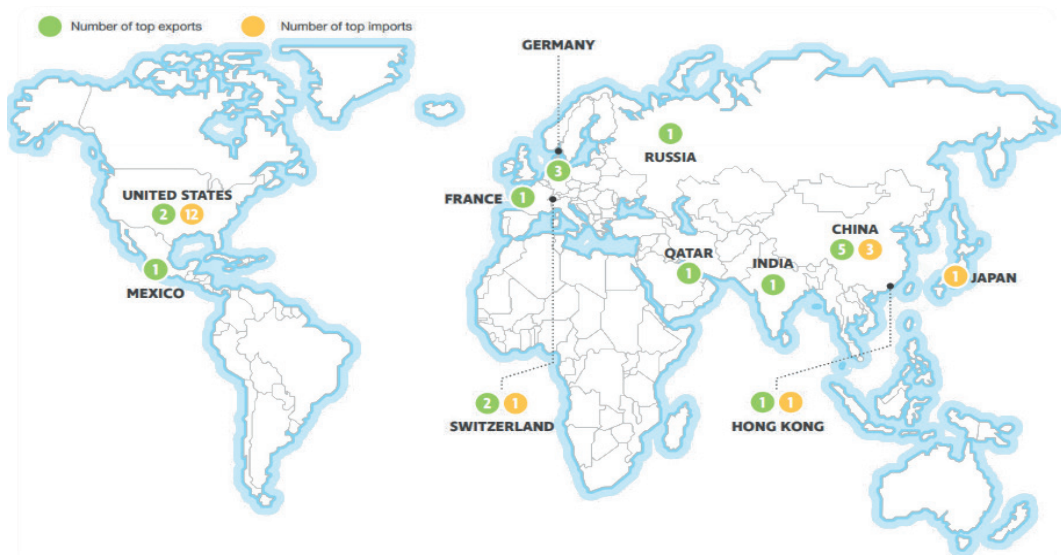 Number of top exports
Number of top imports
GERMANY
1
RUSSIA
3
FRANCE 1
UNITED STATES
2 12
CHINA
5 3
QATAR
1
INDIA
1
1 JAPAN
1
MEXICO
2 1
SWITZERLAND
1 1
HONG KONG